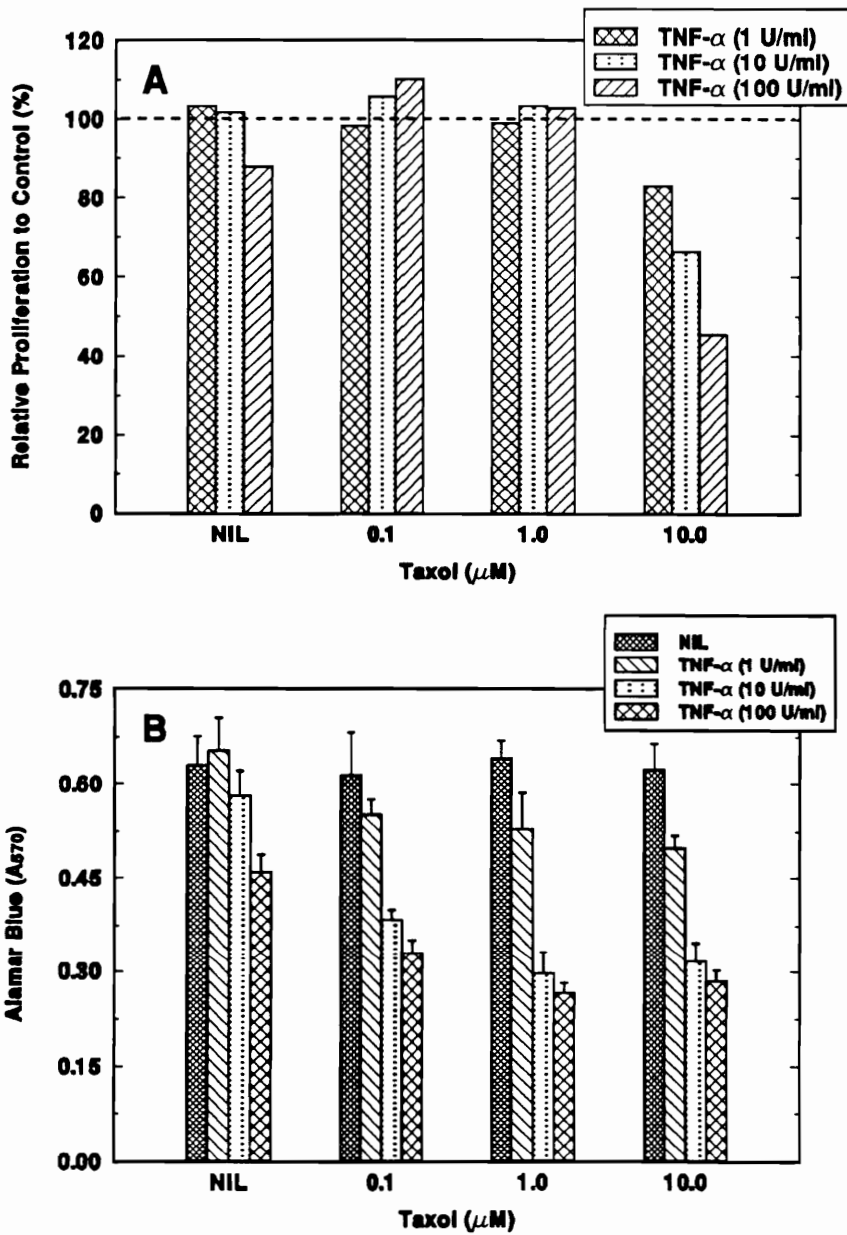 TNF-α (1 U/ml)
TNF-α (10 U/ml)
TNF-α (100 U/ml)
A
Relative Proliferation to Control (%)
120
100
80
60
40
20
0
NIL
0.1
1.0
10.0
Taxol (μM)
NIL
TNF-α (1 U/ml)
TNF-α (10 U/ml)
TNF-α (100 U/ml)
B
Alamar Blue (A570)
0.75
0.60
0.45
0.30
0.15
0.00
NIL
0.1
1.0
10.0
Taxol (μM)